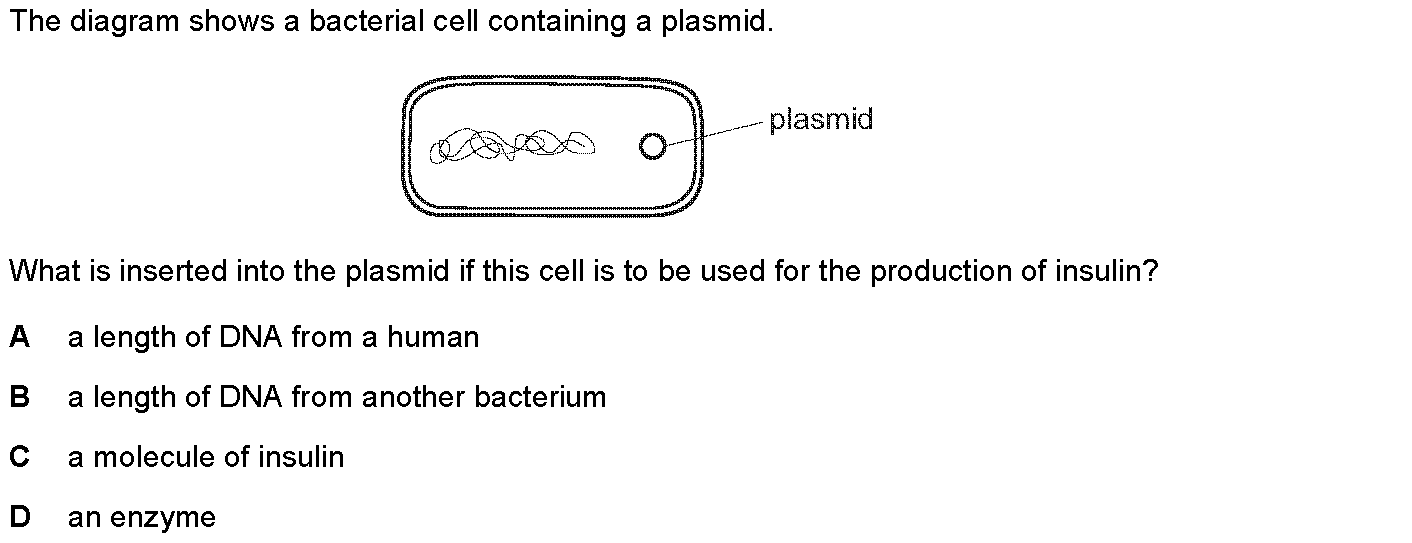 The diagram shows a bacterial cell containing a plasmid.
plasmid
What is inserted into the plasmid if this cell is to be used for the production of insulin?
A a length of DNA from a human
B a length of DNA from another bacterium
C a molecule of insulin
D an enzyme